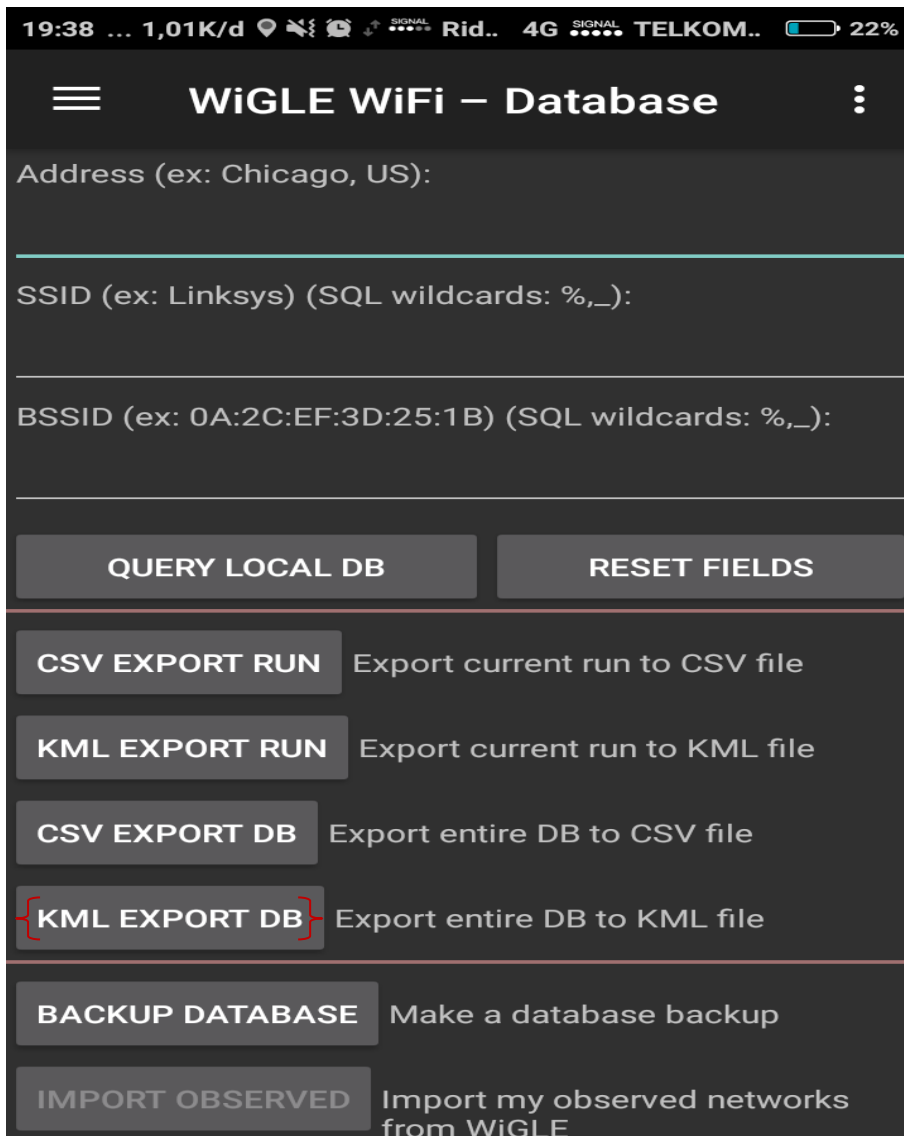 19:38 ... 1,01K/d SIGNAL Rid.. 4G SIGNAL TELKOM.. 22%
WiGLE WiFi – Database
Address (ex: Chicago, US):
SSID (ex: Linksys) (SQL wildcards: %,_):
BSSID (ex: 0A:2C:EF:3D:25:1B) (SQL wildcards: %,_):
QUERY LOCAL DB RESET FIELDS
CSV EXPORT RUN Export current run to CSV file
KML EXPORT RUN Export current run to KML file
CSV EXPORT DB Export entire DB to CSV file
KML EXPORT DB Export entire DB to KML file
BACKUP DATABASE Make a database backup
IMPORT OBSERVED Import my observed networks
from WiGLE